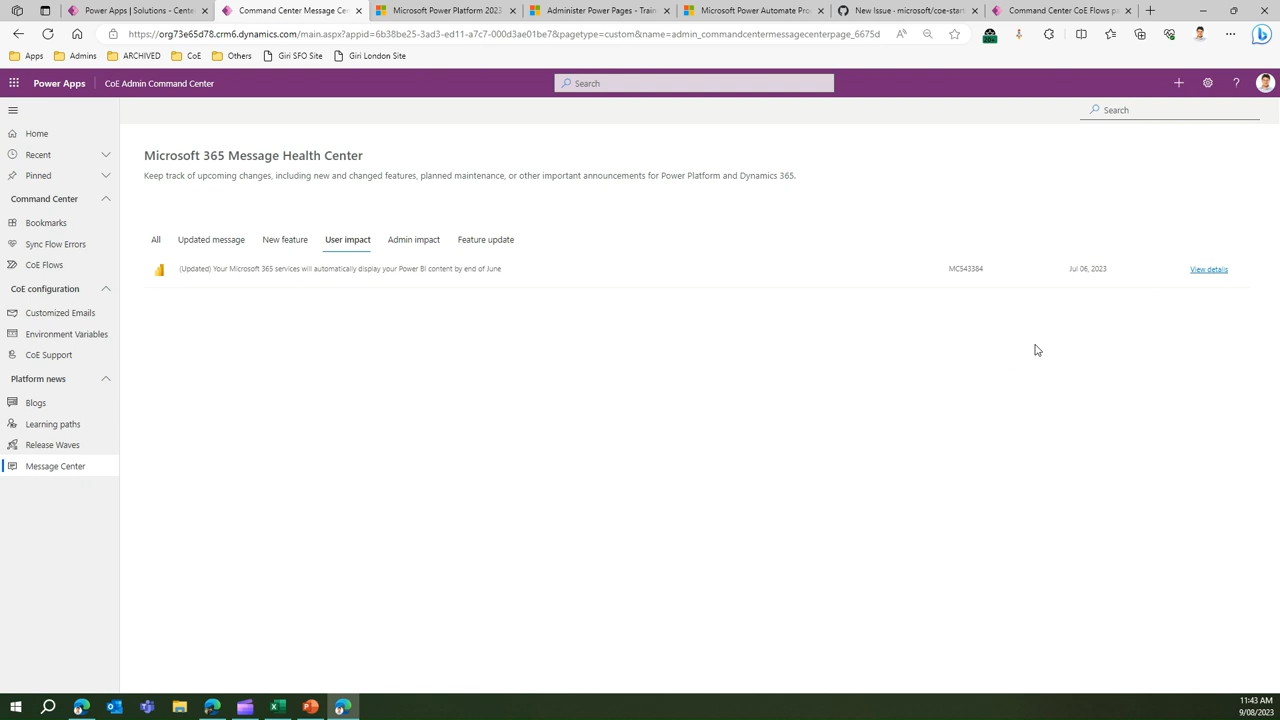 Power Apps | Solutions - Cente
Command Center Message Cen
Microsoft Power Platform 2023
Administer Power Pages - Train
Microsoft Power Automate Pro
New Issue · microsoft/coe-start
Command Center CoE Flows po
https://org73e65d78.crm6.dynamics.com/main.aspx?appid=6b38be25-3ad3-ed11-a7c7-000d3ae01be7&pagetype=custom&name=admin_commandcentermessagecenterpage_6675d
Apps
Admins
ARCHIVED
CoE
Others
Giri SFO Site
Giri London Site
Power Apps
CoE Admin Command Center
Search
Search
Home
Recent
Pinned
Command Center
Bookmarks
Sync Flow Errors
CoE Flows
CoE configuration
Customized Emails
Environment Variables
CoE Support
Platform news
Blogs
Learning paths
Release Waves
Message Center
Microsoft 365 Message Health Center
Keep track of upcoming changes, including new and changed features, planned maintenance, or other important announcements for Power Platform and Dynamics 365.
All
Updated message
New feature
User impact
Admin impact
Feature update
(Updated) Your Microsoft 365 services will automatically display your Power BI content by end of June
MC543384
Jul 06, 2023
View details
11:43 AM
9/08/2023